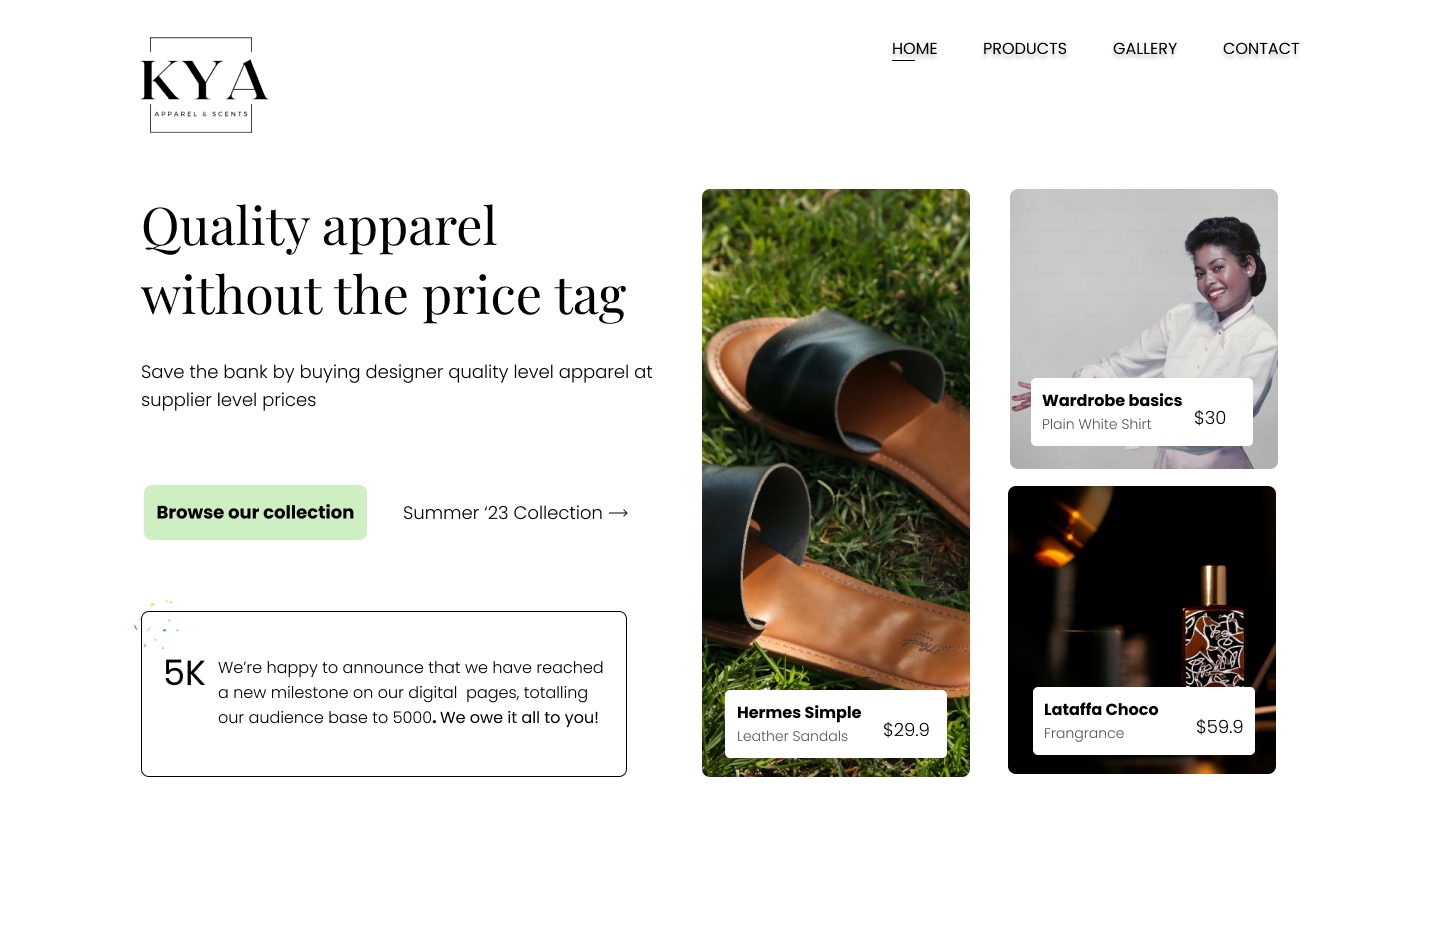 KYA
APPAREL & SCENTS
HOME
PRODUCTS
GALLERY
CONTACT
Quality apparel
without the price tag
Save the bank by buying designer quality level apparel at
supplier level prices
Browse our collection
Summer ‘23 Collection →
5K
We’re happy to announce that we have reached
a new milestone on our digital  pages, totalling
our audience base to 5000. We owe it all to you!
Hermes Simple
Leather Sandals
$29.9
Wardrobe basics
Plain White Shirt
$30
Lataffa Choco
Frangrance
$59.9